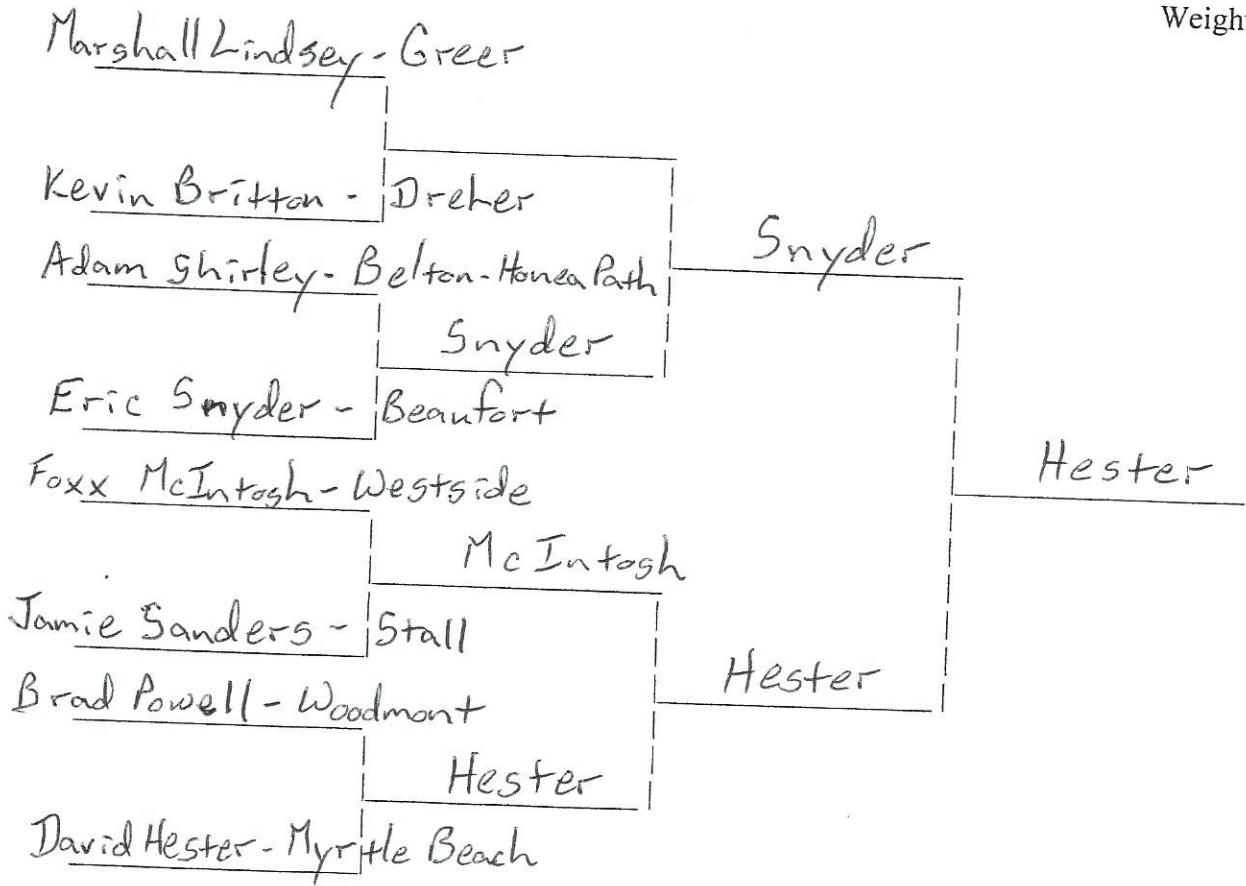 Weigh
Marshall Lindsey - Greer
Kevin Britton - Dreher
Snyder
Adam Shirley - Belton-Honea Path
Snyder
Eric Snyder - Beaufort
Hester
Foxx McIntosh - Westside
McIntosh
Jamie Sanders - Stall
Hester
Brad Powell - Woodmont
Hester
David Hester - Myrtle Beach